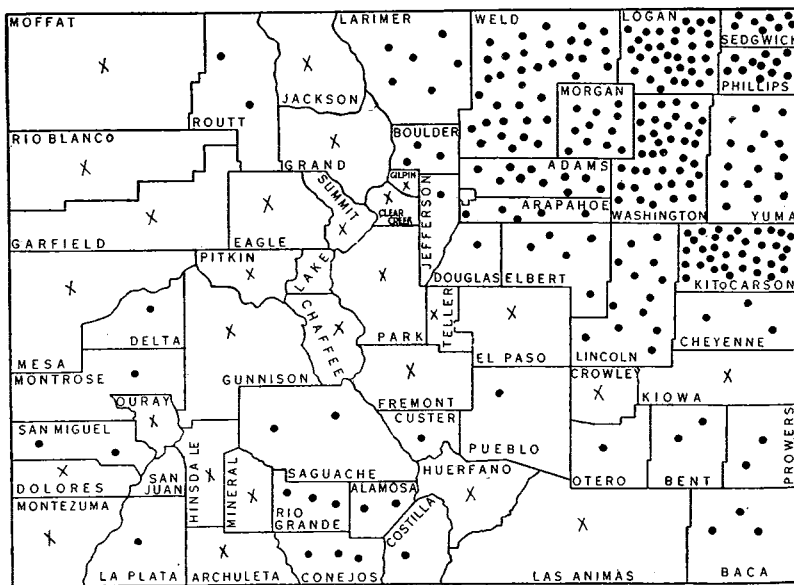 MOFFAT
LARIMER
WELD
LOGAN
SEDGWICK
PHILLIPS
JACKSON
ROUTT
MORGAN
RIO BLANCO
BOULDER
GRAND
GILPIN
ADAMS
SUMMIT
CLEAR
CREEK
JEFFERSON
ARAPAHOE
WASHINGTON
YUMA
GARFIELD
EAGLE
PITKIN
LAKE
DOUGLAS
ELBERT
KIT CARSON
CHAFFEE
PARK
TELLER
DELTA
EL PASO
LINCOLN
CHEYENNE
MESA
MONTROSE
GUNNISON
CROWLEY
KIOWA
OURAY
FREMONT
CUSTER
SAN MIGUEL
PUEBLO
PROWERS
HINSDALE
MINERAL
SAGUACHE
HUERFANO
OTERO
BENT
DOLORES
SAN
JUAN
MONTEZUMA
RIO
GRANDE
ALAMOSA
COSTILLA
LA PLATA
ARCHULETA
CONEJOS
LAS ANIMAS
BACA